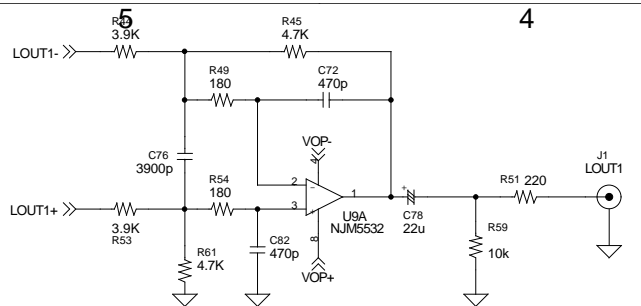 5
4
R44
3.9K
R45
4.7K
LOUT1-
R49
180
C72
470p
VOP-
4
C76
3900p
R54
180
2
3
1
8
U9A
NJM5532
VOP+
J1
LOUT1
R51 220
LOUT1+
3.9K
R53
C78
22u
R59
10k
R61
4.7K
C82
470p